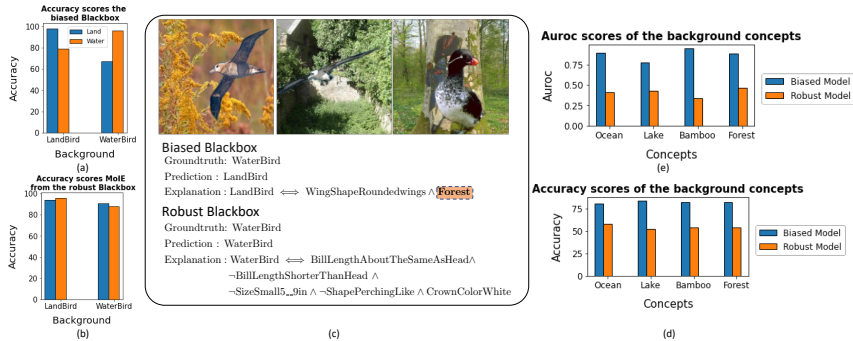 Accuracy scores the
biased Blackbox
100
80
60
40
20
0
Accuracy
Land
Water
LandBird
WaterBird
Background
(a)
Accuracy scores MoIE
from the robust Blackbox
100
80
60
40
20
0
Accuracy
LandBird
WaterBird
Background
(b)
Biased Blackbox
Groundtruth: WaterBird
Prediction : LandBird
Explanation : LandBird ⟺ WingShapeRoundedwings ∧ Forest
Robust Blackbox
Groundtruth: WaterBird
Prediction : WaterBird
Explanation : WaterBird ⟺ BillLengthAboutTheSameAsHead∧
¬BillLengthShorterThanHead ∧
¬SizeSmall5__9in ∧ ¬ShapePerchingLike ∧ CrownColorWhite
(c)
Auroc scores of the background concepts
0.75
0.50
0.25
0.00
Auroc
Biased Model
Robust Model
Ocean
Lake
Bamboo
Forest
Concepts
(e)
Accuracy scores of the background concepts
75
50
25
0
Accuracy
Biased Model
Robust Model
Ocean
Lake
Bamboo
Forest
Concepts
(d)